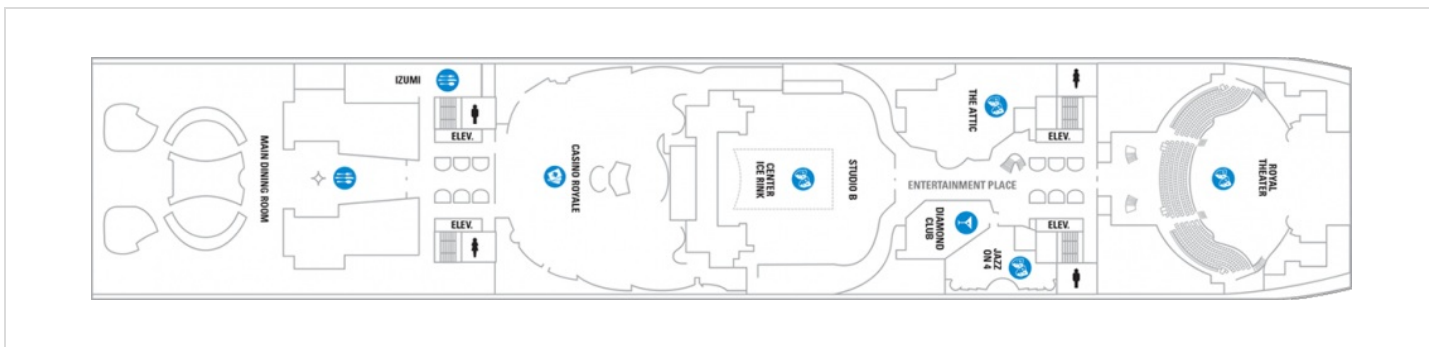 IZUMI
ELEV.
MAIN DINING ROOM
ELEV.
CASINO ROYALE
CENTER
ICE RINK
STUDIO B
THE ATTIC
ELEV.
ENTERTAINMENT PLACE
DIAMOND
CLUB
JAZZ
ON 4
ELEV.
ROYAL
THEATER